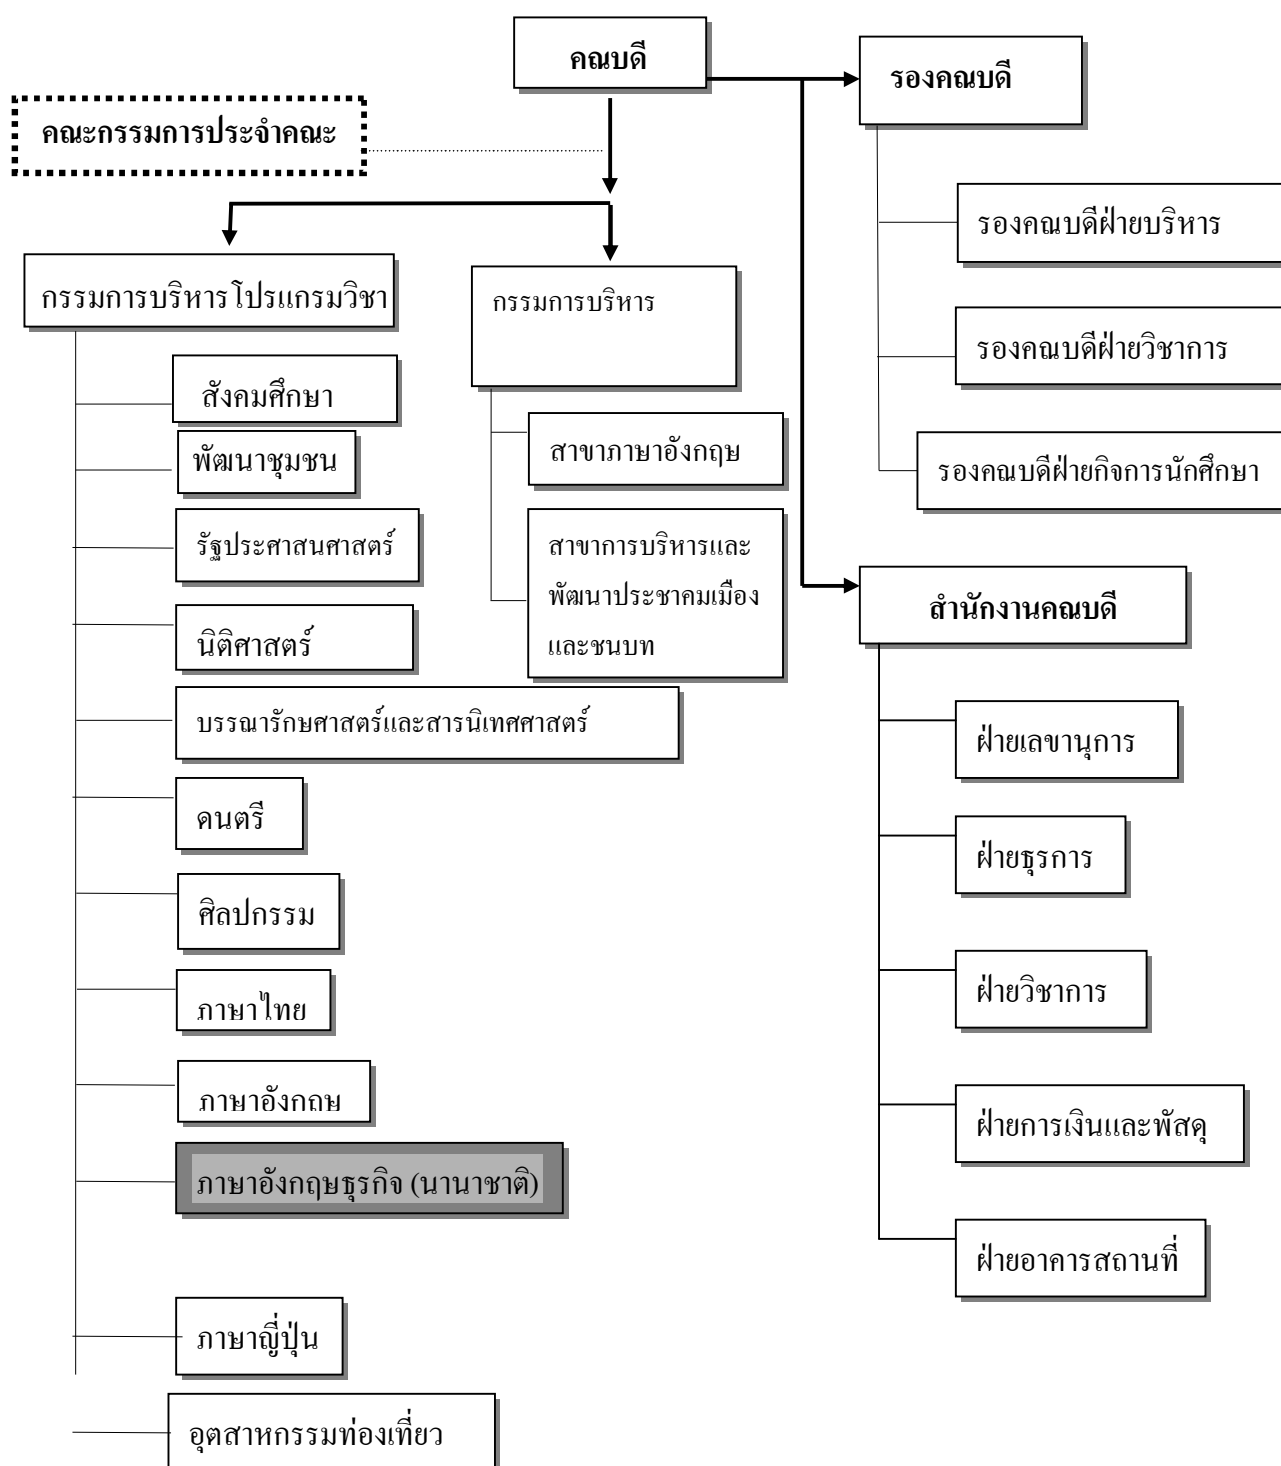 คณบดี
รองคณบดี
คณะกรรมการประจำคณะ
รองคณบดีฝ่ายบริหาร
รองคณบดีฝ่ายวิชาการ
รองคณบดีฝ่ายกิจการนักศึกษา
กรรมการบริหารโปรแกรมวิชา
สังคมศึกษา
พัฒนาชุมชน
รัฐประศาสนศาสตร์
นิติศาสตร์
บรรณารักษศาสตร์และสารนิเทศศาสตร์
ดนตรี
ศิลปกรรม
ภาษาไทย
ภาษาอังกฤษ
ภาษาอังกฤษธุรกิจ (นานาชาติ)
ภาษาญี่ปุ่น
อุตสาหกรรมท่องเที่ยว
กรรมการบริหาร
สาขาภาษาอังกฤษ
สาขาการบริหารและ
พัฒนาประชาคมเมือง
และชนบท
สำนักงานคณบดี
ฝ่ายเลขานุการ
ฝ่ายธุรการ
ฝ่ายวิชาการ
ฝ่ายการเงินและพัสดุ
ฝ่ายอาคารสถานที่